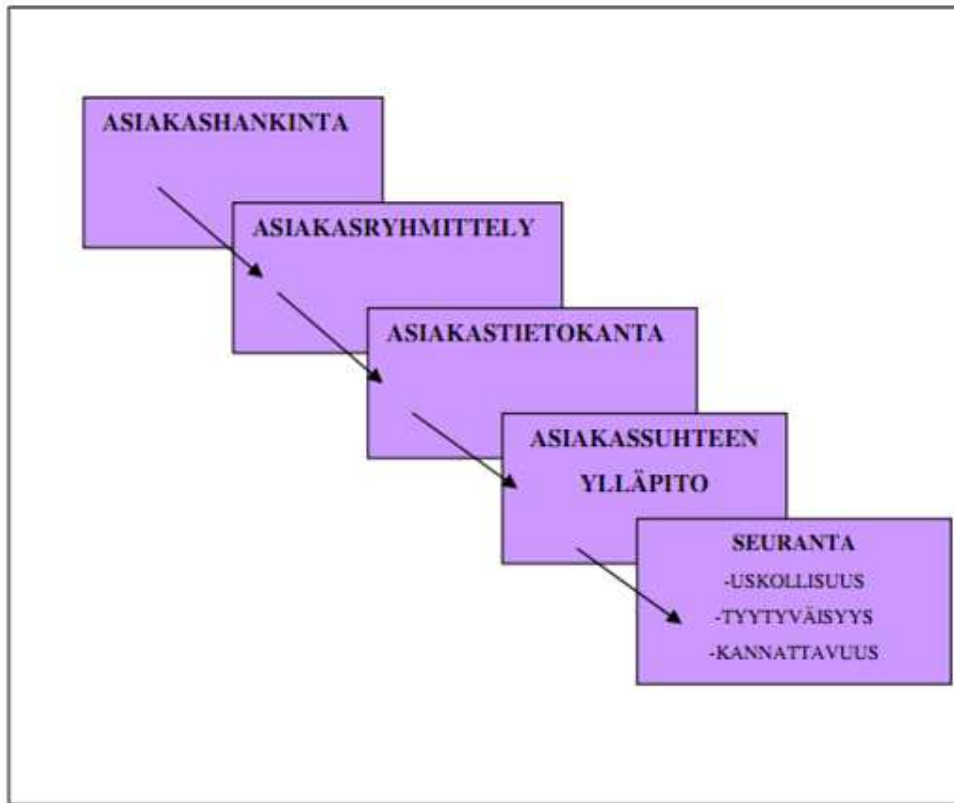 ASIAKASHANKINTA
ASIAKASRYHMITTELY
ASIAKASTIETOKANTA
ASIAKASSUHTEEN
YLLÄPITO
SEURANTA
-USKOLLISUUS
-TYYTYVÄISYYS
-KANNATTAVUUS